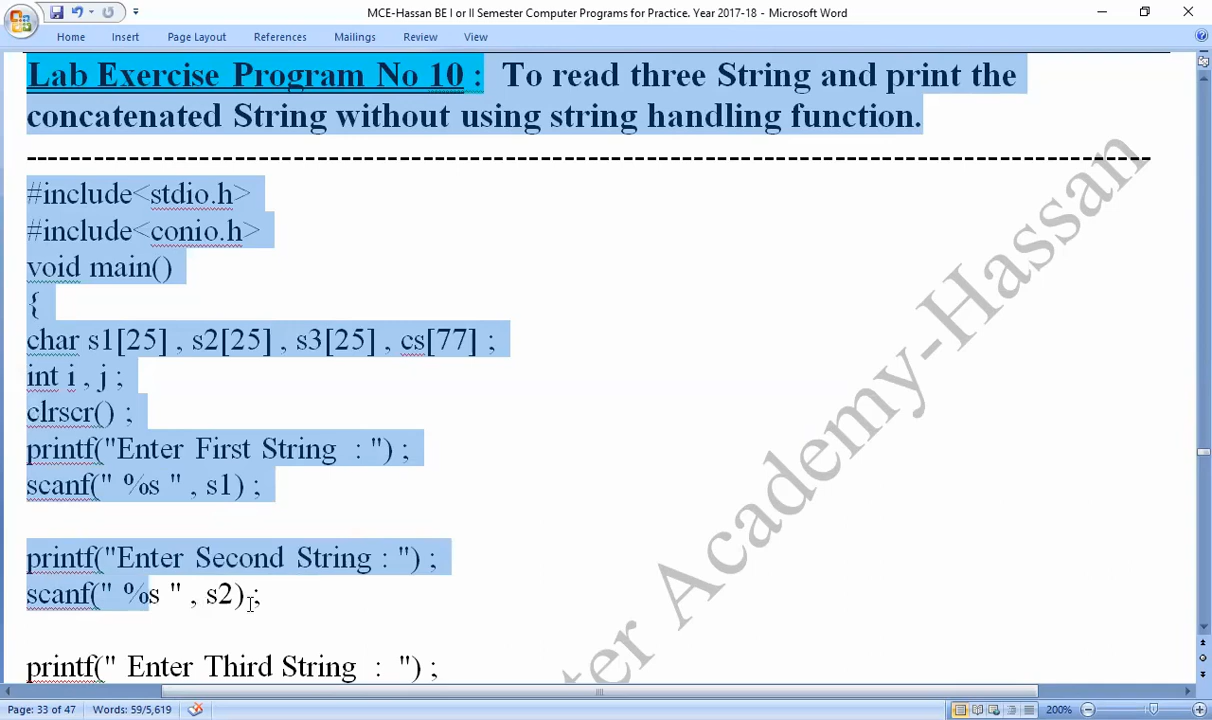 MCE-Hassan BE I or II Semester Computer Programs for Practice. Year 2017-18 - Microsoft Word
Home Insert Page Layout References Mailings Review View
Lab Exercise Program No 10 : To read three String and print the
concatenated String without using string handling function.
#include<stdio.h>
#include<conio.h>
void main()
{
char s1[25] , s2[25] , s3[25] , cs[77] ;
int i , j ;
clrscr() ;
printf("Enter First String : ") ;
scanf(" %s " , s1) ;
printf("Enter Second String : ") ;
scanf(" %s " , s2) ;
printf(" Enter Third String : ") ;
ter Academy-Hassan
Page: 33 of 47 Words: 59/5,619 200%